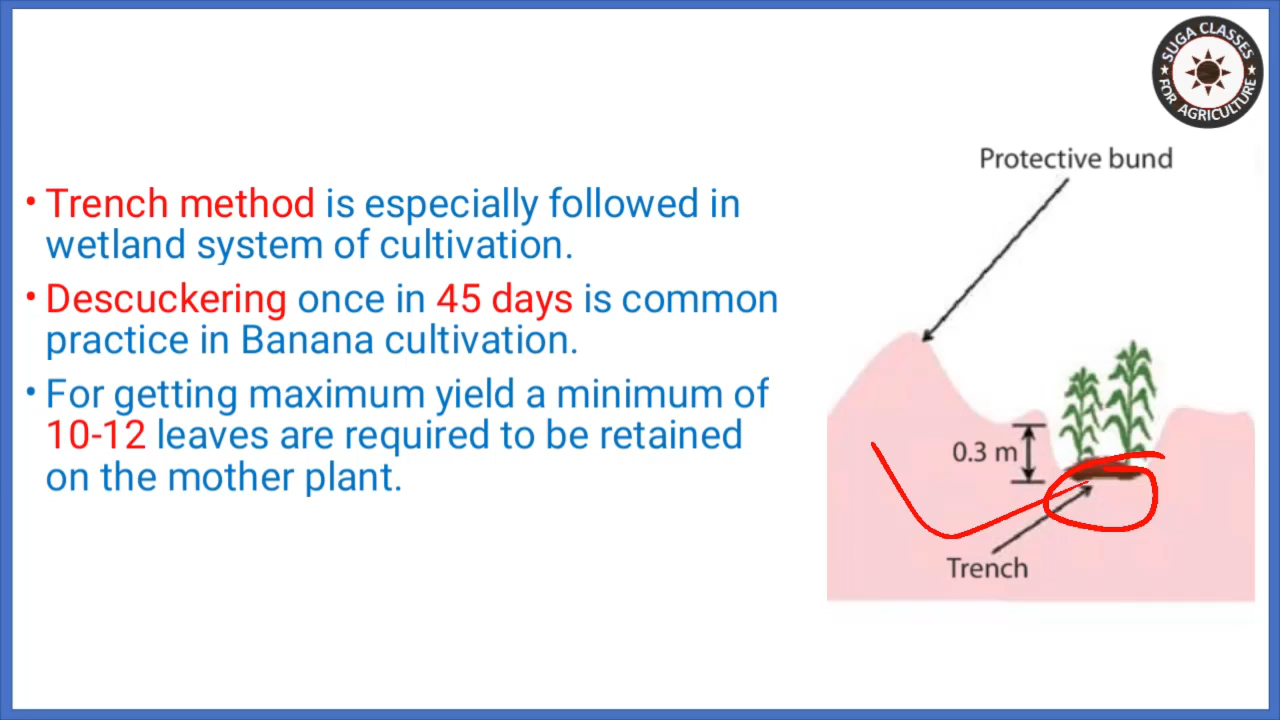 SUGA CLASSES
FOR AGRICULTURE
Protective bund
• Trench method is especially followed in
wetland system of cultivation.
• Descuckering once in 45 days is common
practice in Banana cultivation.
• For getting maximum yield a minimum of
10-12 leaves are required to be retained
on the mother plant.
0.3 m
Trench